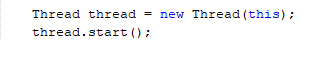 Thread thread = new Thread(this);
thread.start();